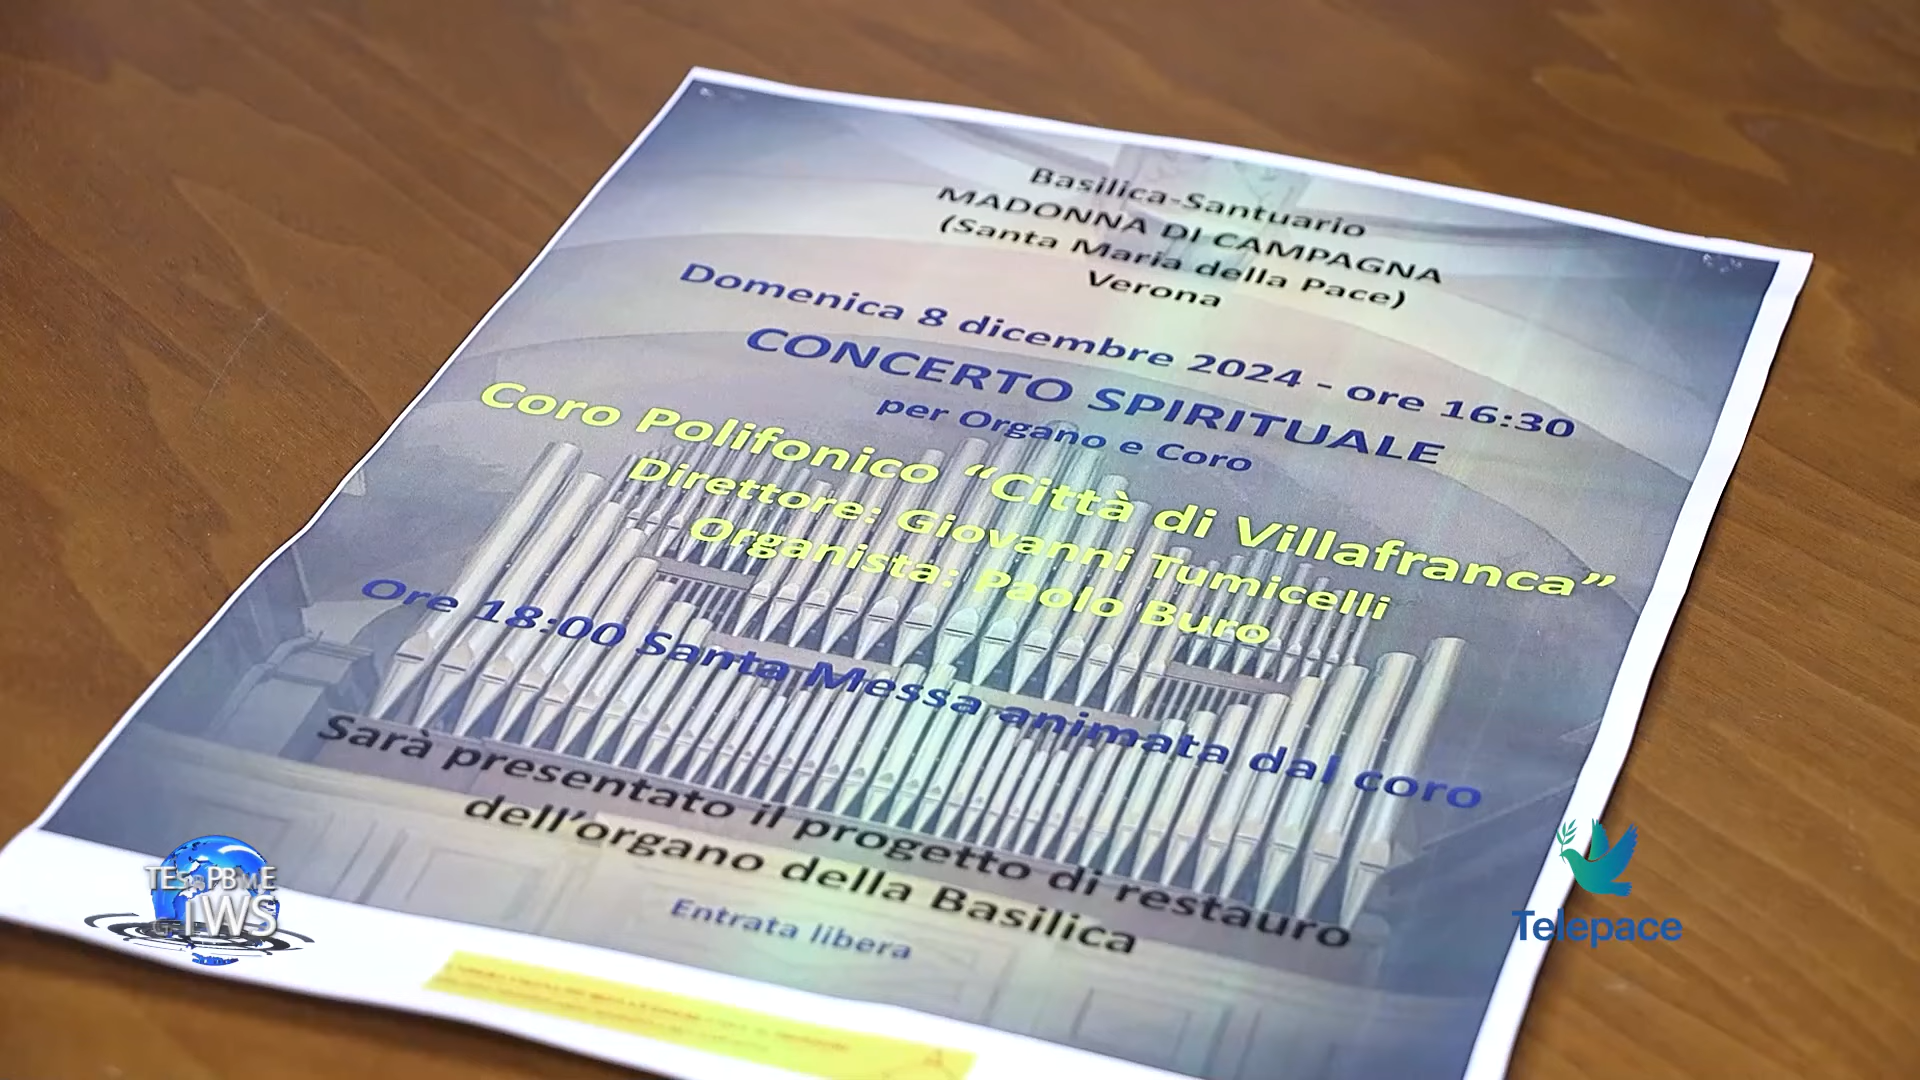 Basilica-Santuario
MADONNA DI CAMPAGNA
(Santa Maria della Pace)
Verona
Domenica 8 dicembre 2024 - ore 16:30
CONCERTO SPIRITUALE
per Organo e Coro
Coro Polifonico “Città di Villafranca”
Direttore: Giovanni Tumicelli
Organista: Paolo Buro
Ore 18:00 Santa Messa animata dal coro
Sarà presentato il progetto di restauro
dell’organo della Basilica
Entrata libera
Telepace